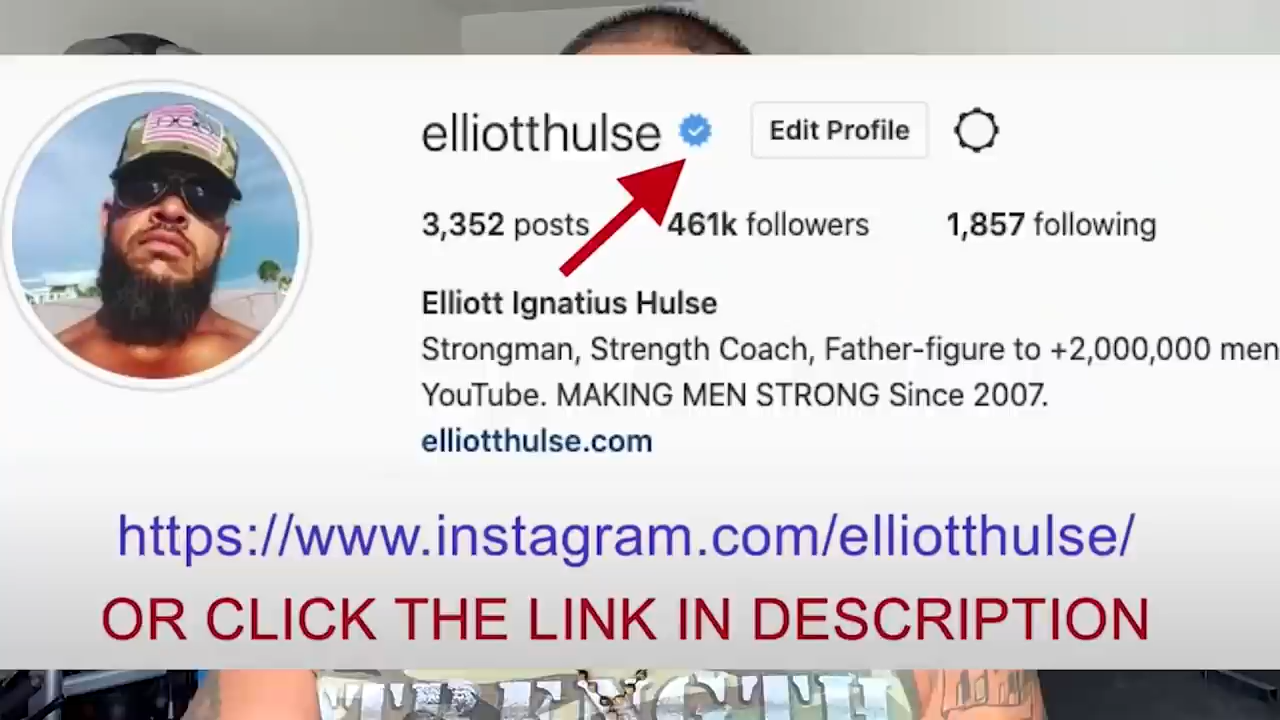 elliotthulse Edit Profile
3,352 posts 461k followers 1,857 following
Elliott Ignatius Hulse
Strongman, Strength Coach, Father-figure to +2,000,000 men
YouTube. MAKING MEN STRONG Since 2007.
elliotthulse.com
https://www.instagram.com/elliotthulse/
OR CLICK THE LINK IN DESCRIPTION